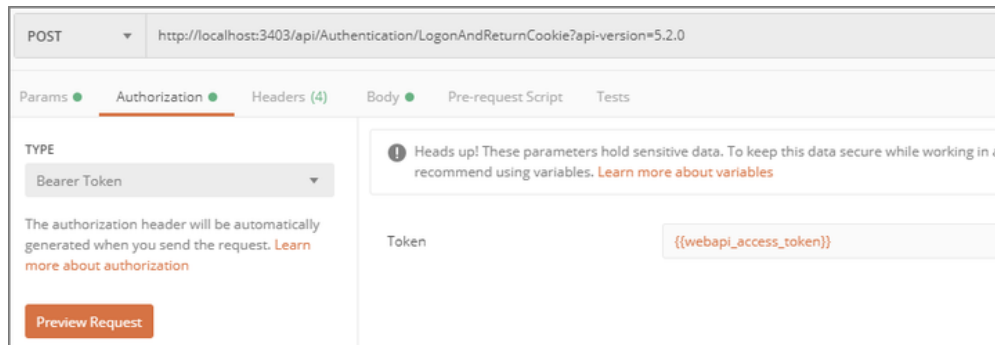 POST http://localhost:3403/api/Authentication/LogonAndReturnCookie?api-version=5.2.0
Params Authorization Headers (4) Body Pre-request Script Tests
TYPE
Bearer Token
The authorization header will be automatically
generated when you send the request. Learn
more about authorization
Preview Request
Heads up! These parameters hold sensitive data. To keep this data secure while working in a
recommend using variables. Learn more about variables
Token {{webapi_access_token}}